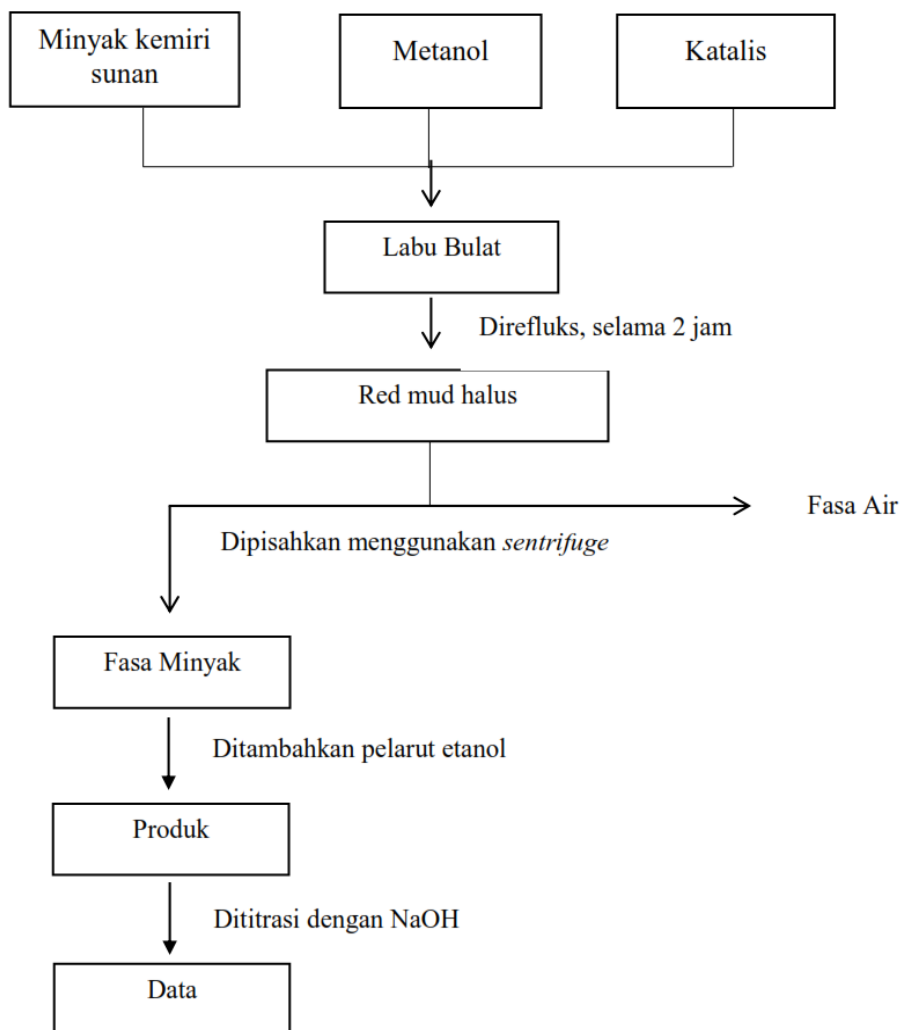 Minyak kemiri
sunan
Metanol
Katalis
Labu Bulat
Direfluks, selama 2 jam
Red mud halus
Fasa Air
Dipisahkan menggunakan sentrifuge
Fasa Minyak
Ditambahkan pelarut etanol
Produk
Dititrasi dengan NaOH
Data